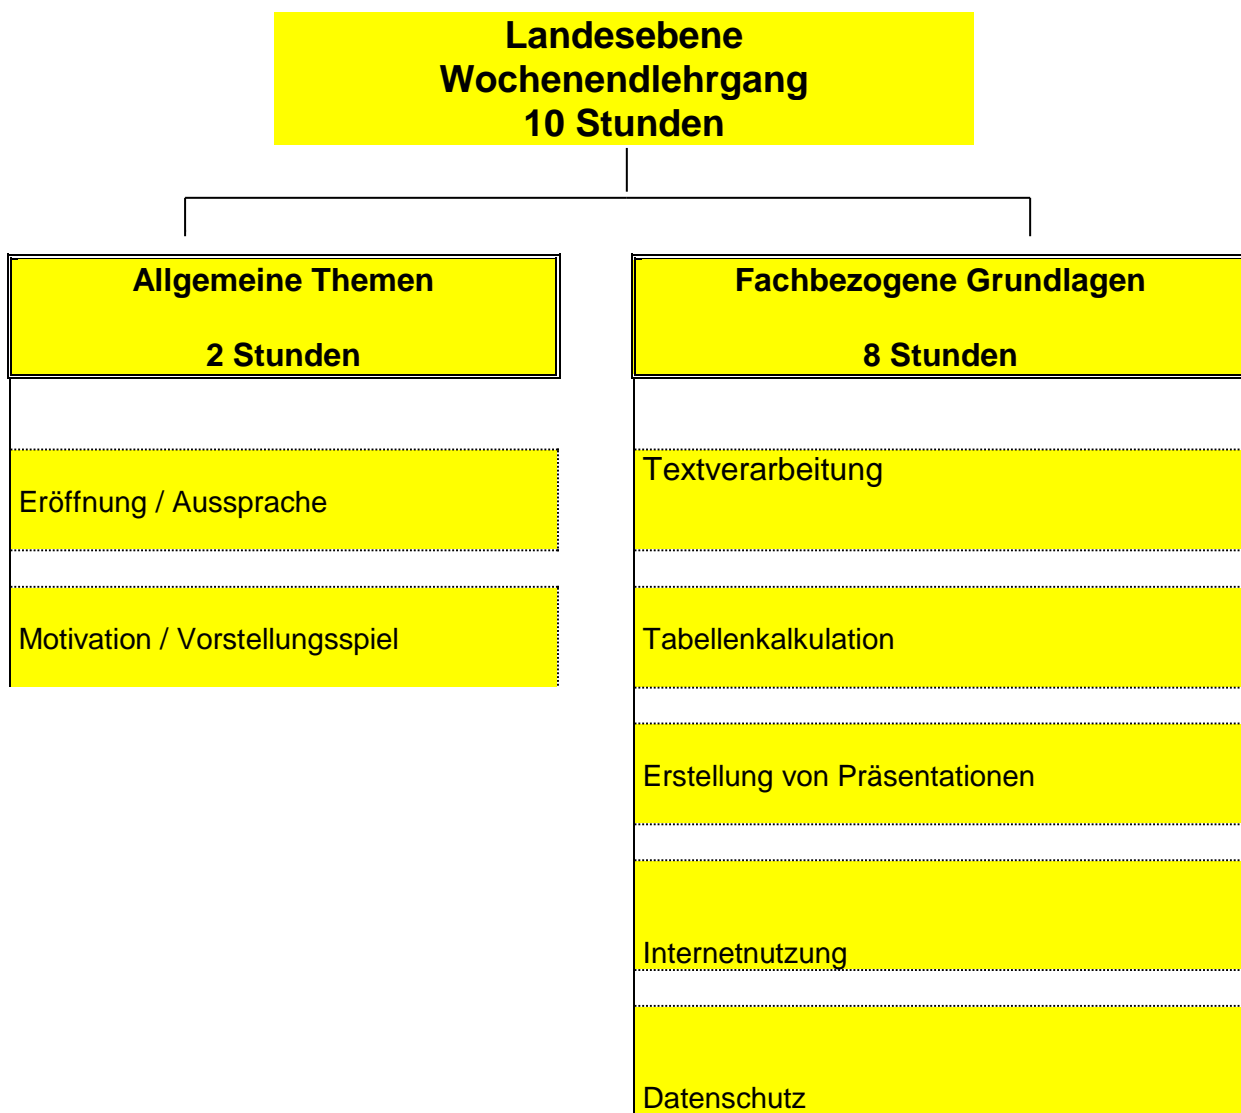 Landesebene
Wochenendlehrgang
10 Stunden
Allgemeine Themen
2 Stunden
Eröffnung / Aussprache
Motivation / Vorstellungsspiel
Fachbezogene Grundlagen
8 Stunden
Textverarbeitung
Tabellenkalkulation
Erstellung von Präsentationen
Internetnutzung
Datenschutz